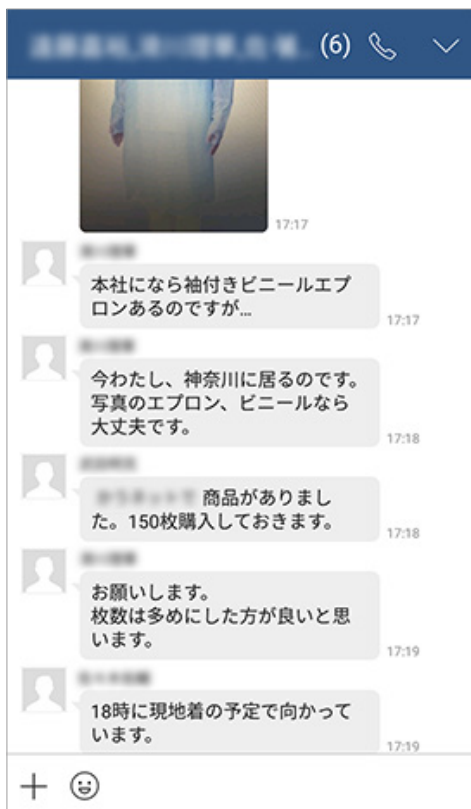 (6)
17:17
本社になら袖付きビニールエプ
ロンあるのですが…
17:17
今わたし、神奈川に居るのです。
写真のエプロン、ビニールなら
大丈夫です。
17:18
商品がありまし
た。150枚購入しておきます。
17:18
お願いします。
枚数は多めにした方が良いと思
います。
17:19
18時に現地着の予定で向かって
います。
17:19